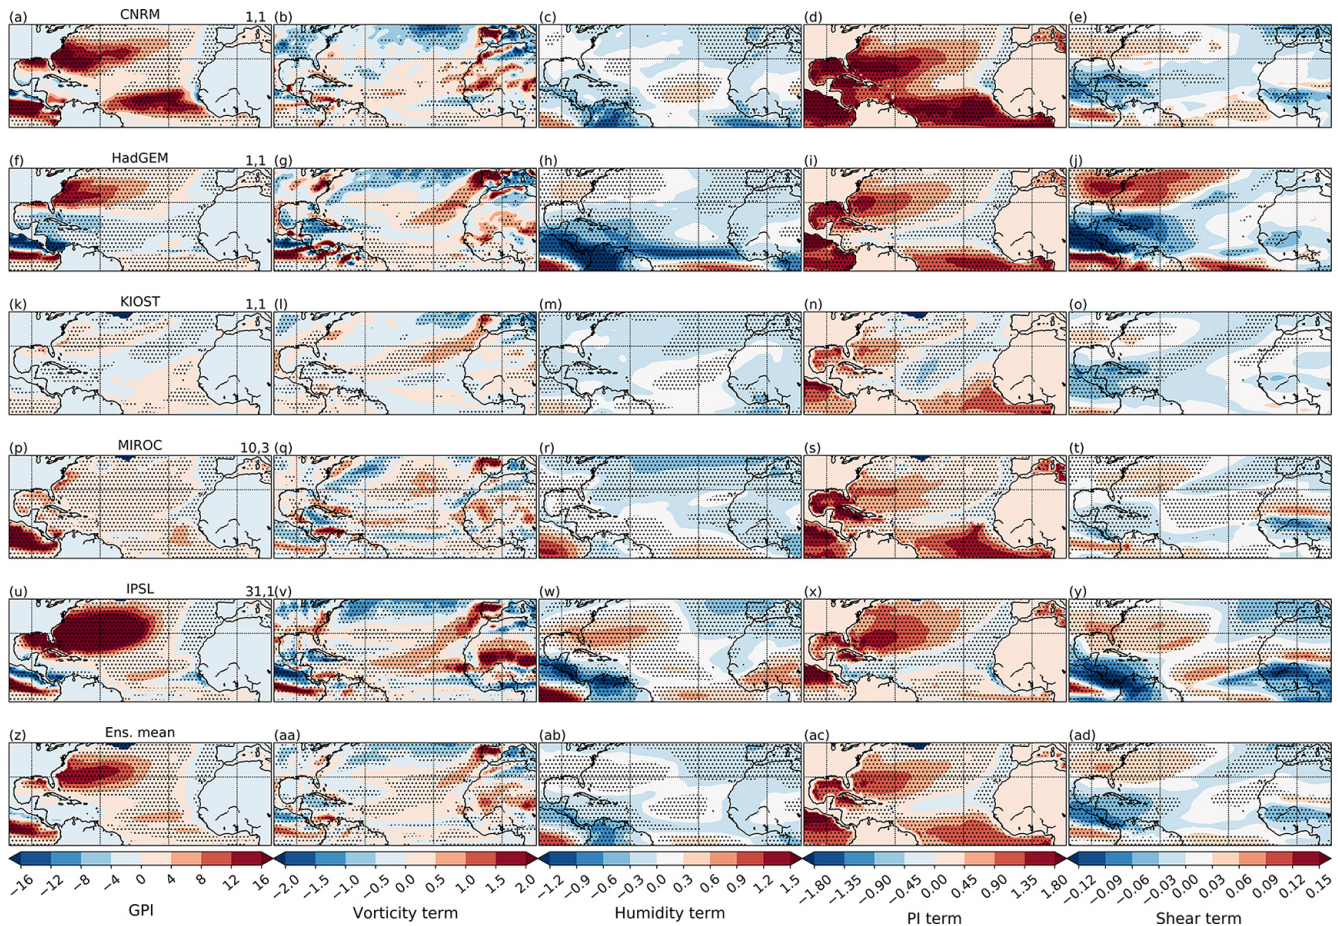 (a) CNRM 1,1 (b) (c) (d) (e)
(f) HadGEM 1,1 (g) (h) (i) (j)
(k) KIOST 1,1 (l) (m) (n) (o)
(p) MIROC 10,3 (q) (r) (s) (t)
(u) IPSL 31,1 (v) (w) (x) (y)
(z) Ens. mean (aa) (ab) (ac) (ad)
−16 −12 −8 −4 0 4 8 12 16 −2.0 −1.5 −1.0 −0.5 0.0 0.5 1.0 1.5 2.0 −1.2 −0.9 −0.6 −0.3 0.0 0.3 0.6 0.9 1.2 1.5 −1.80 −1.35 −0.90 −0.45 0.00 0.45 0.90 1.35 1.80 −0.12 −0.09 −0.06 −0.03 0.00 0.03 0.06 0.09 0.12 0.15
GPI Vorticity term Humidity term PI term Shear term